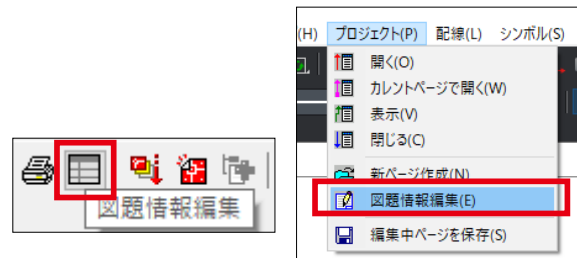 図題情報編集
(H) プロジェクト(P) 配線(L) シンボル(S)
開く(O)
カレントページで開く(W)
表示(V)
閉じる(C)
新ページ作成(N)
図題情報編集(E)
編集中ページを保存(S)